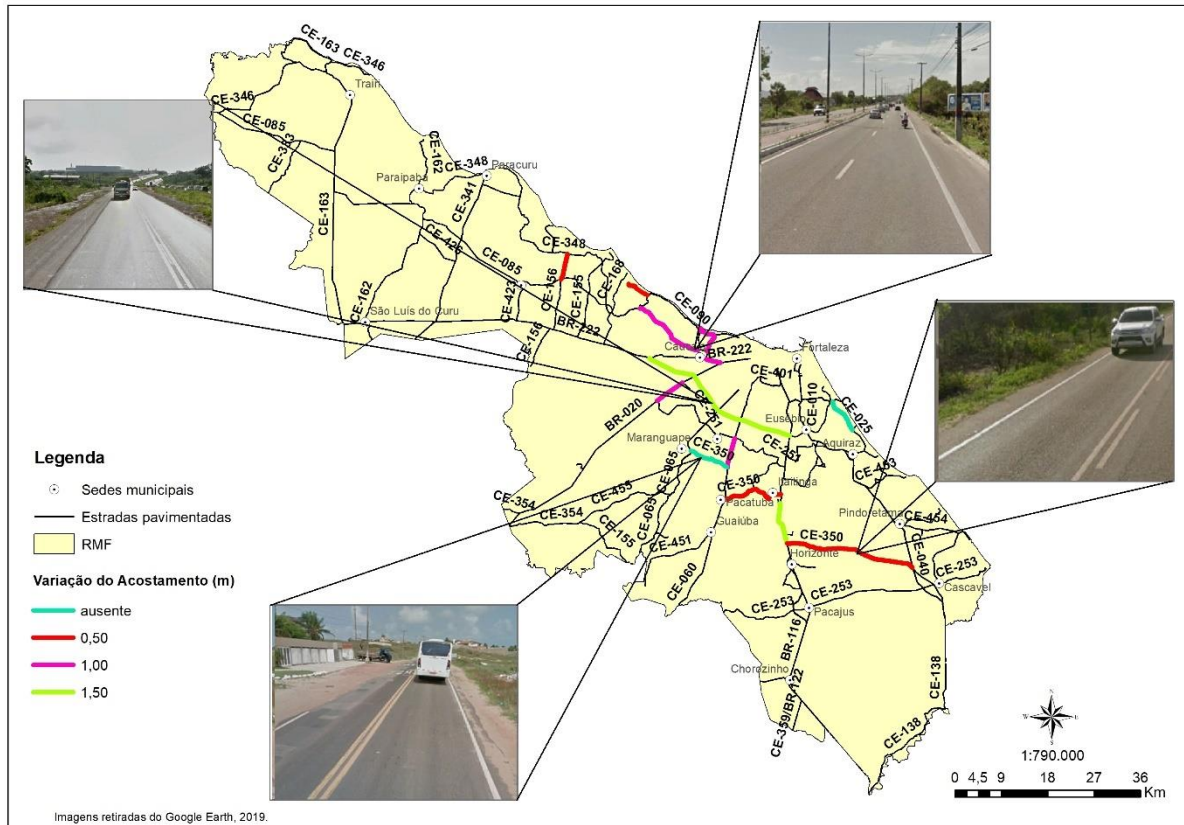 CE-163
CE-346
Trairi
CE-346
CE-085
CE-383
CE-162
CE-348
Paracuru
Paraipaba
CE-341
CE-163
CE-426
CE-085
CE-348
CE-168
CE-156
CE-155
CE-423
CE-090
CE-162
São Luís do Curu
CE-156
BR-222
BR-222
Fortaleza
CE-401
CE-010
CE-025
BR-020
CE-251
Eusébio
Aquiraz
Maranguape
CE-350
CE-251
CE-453
CE-065
CE-350
Itaitinga
Pacatuba
CE-455
CE-354
CE-354
CE-065
CE-155
CE-451
Guaiúba
Pindoretama
CE-454
CE-350
CE-040
CE-060
Horizonte
CE-253
Cascavel
CE-253
CE-253
Pacajus
BR-116
Chorozinho
CE-138
CE-359/BR-122
CE-138
Legenda
Sedes municipais
Estradas pavimentadas
RMF
Variação do Acostamento (m)
ausente
0,50
1,00
1,50
N
W
E
S
1:790.000
0 4,5 9 18 27 36
Km
Imagens retiradas do Google Earth, 2019.